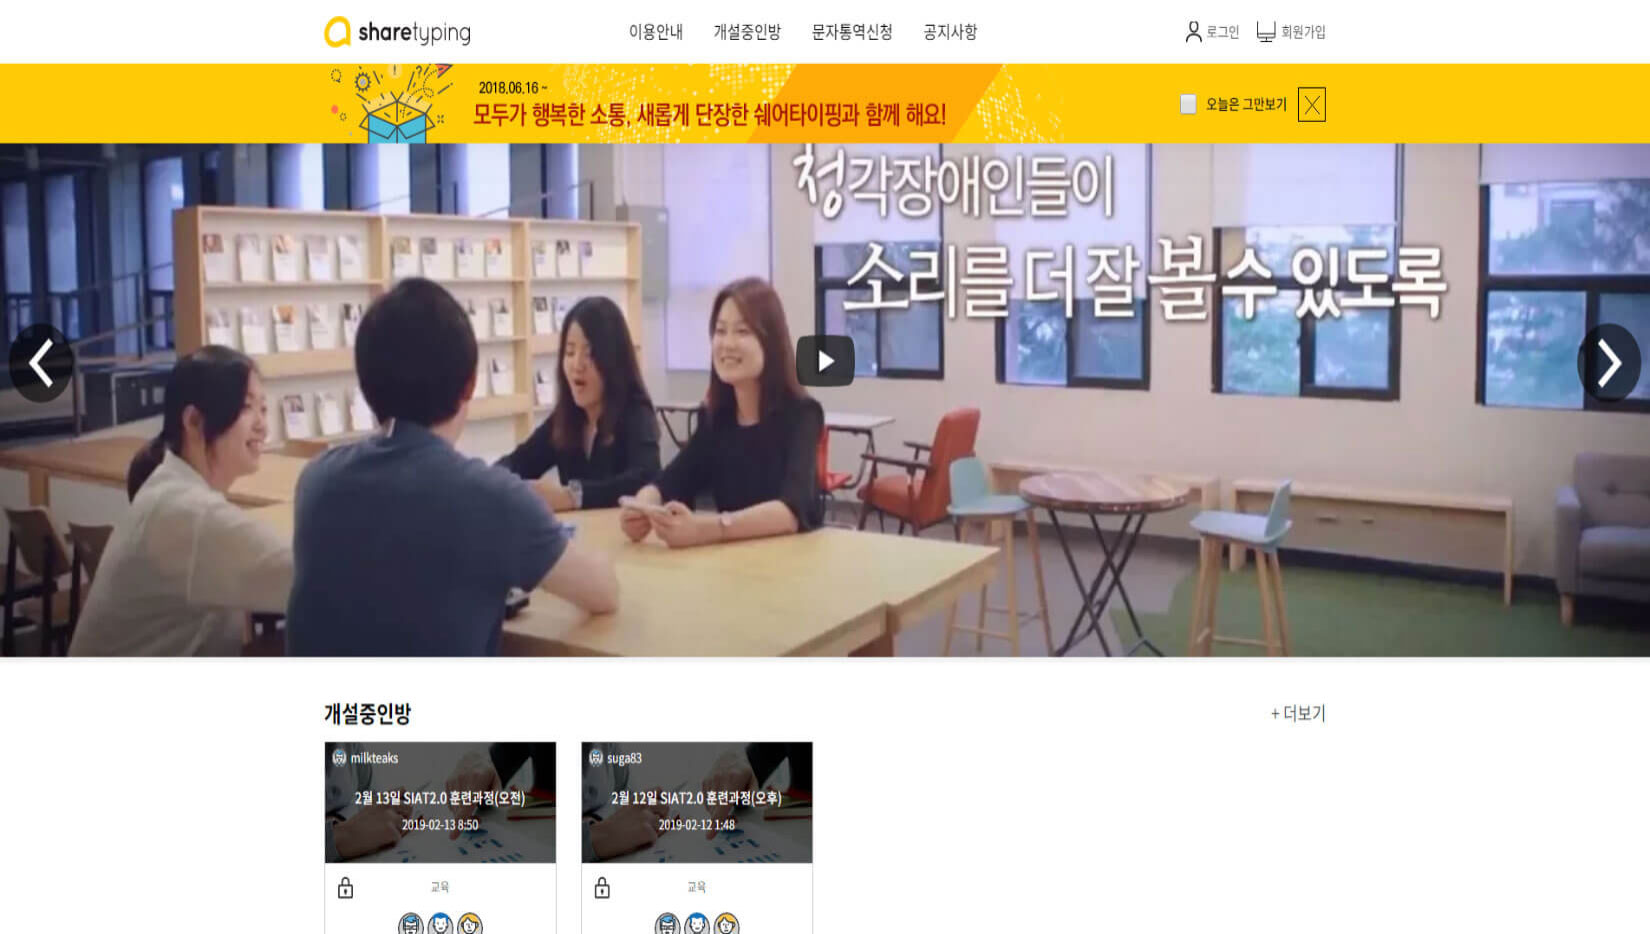 sharetyping
이용안내
개설중인방
문자통역신청
공지사항
로그인
회원가입
2018.06.16 ~
모두가 행복한 소통, 새롭게 단장한 쉐어타이핑과 함께 해요!
오늘은 그만보기
청각장애인들이
소리를 더 잘 볼 수 있도록
개설중인방
+ 더보기
milkteaks
2월 13일 SIAT2.0 훈련과정(오전)
2019-02-13 8:50
교육
suga83
2월 12일 SIAT2.0 훈련과정(오후)
2019-02-12 1:48
교육